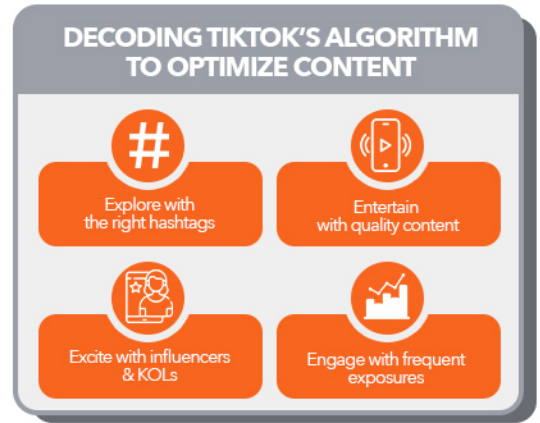 DECODING TIKTOK'S ALGORITHM
TO OPTIMIZE CONTENT
#
Explore with
the right hashtags
Entertain
with quality content
Excite with influencers
& KOLs
Engage with frequent
exposures